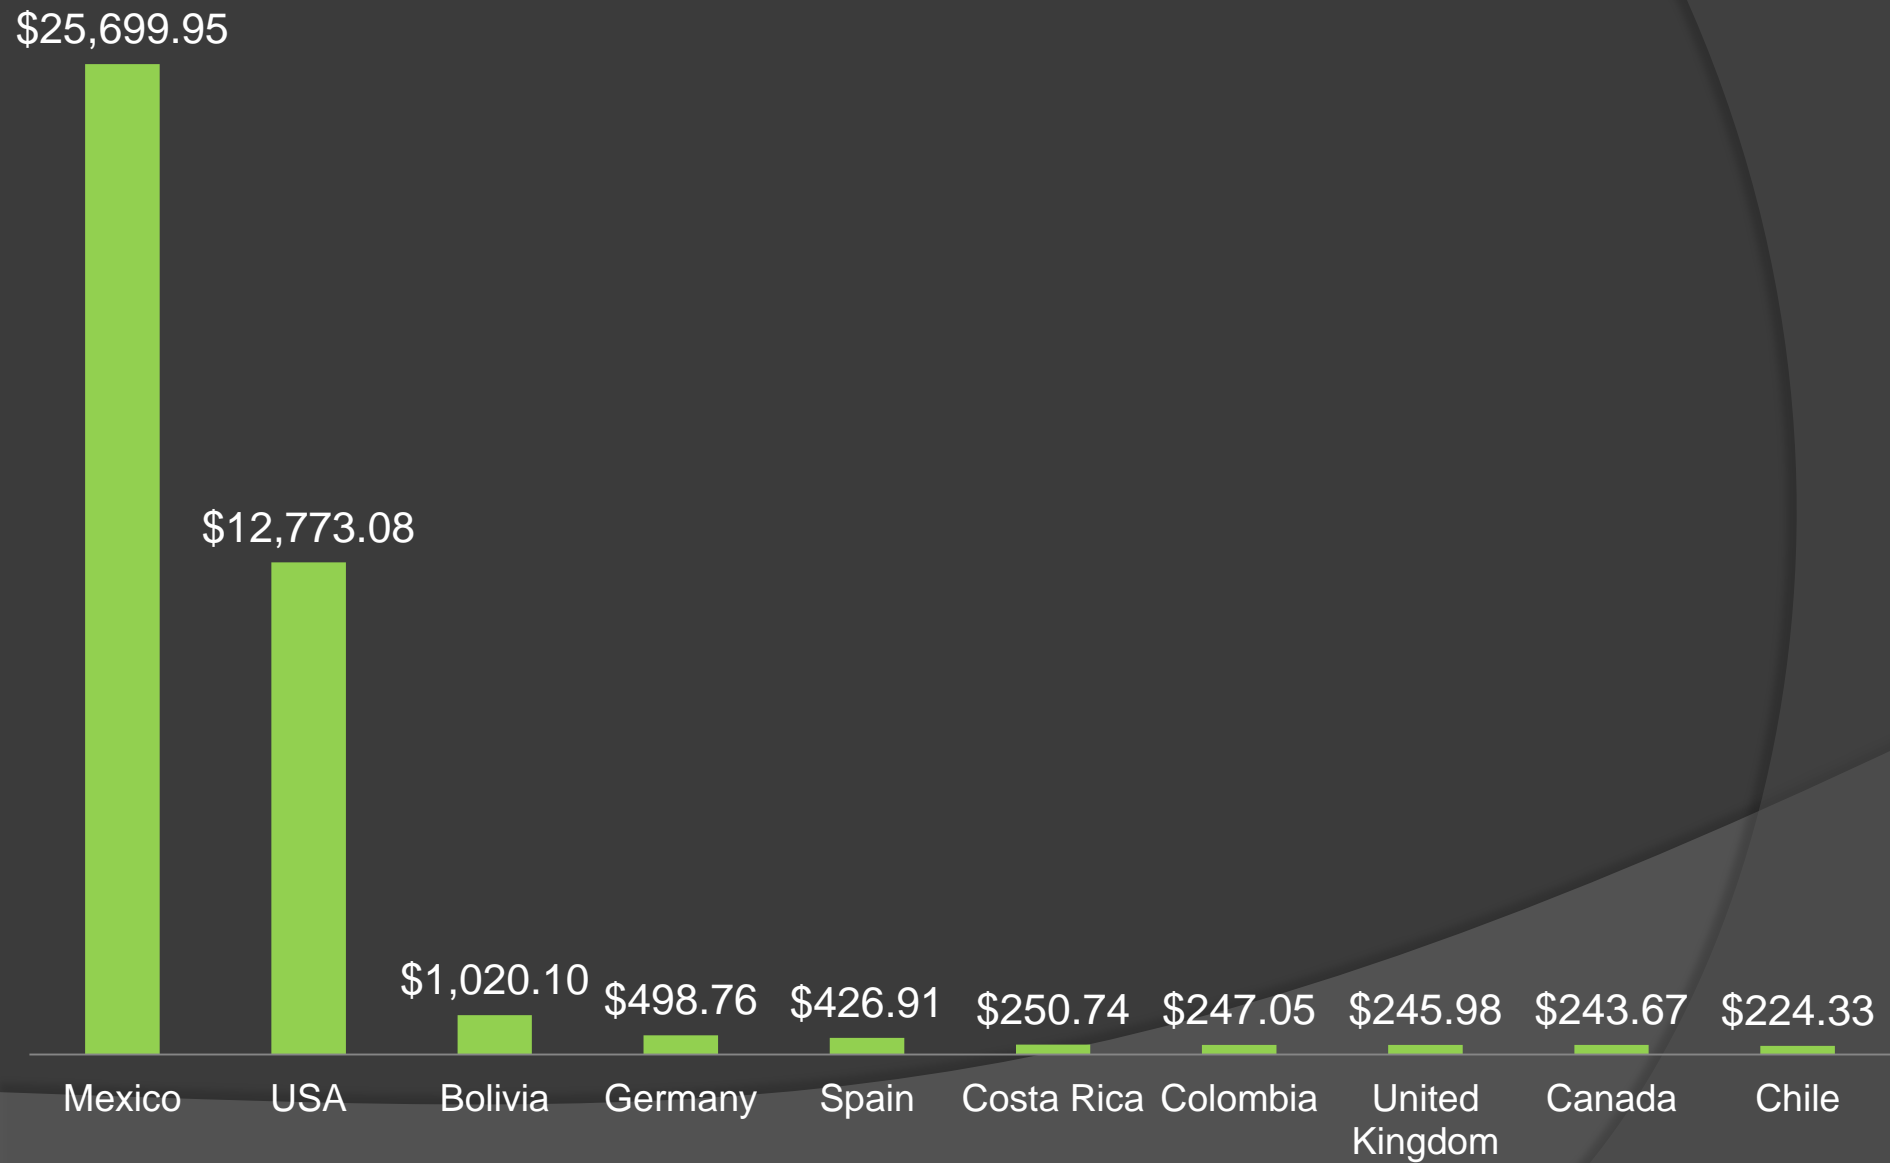 $25,699.95
$12,773.08
$1,020.10
$498.76
$426.91
$250.74
$247.05
$245.98
$243.67
$224.33
Mexico
USA
Bolivia
Germany
Spain
Costa Rica
Colombia
United
Kingdom
Canada
Chile